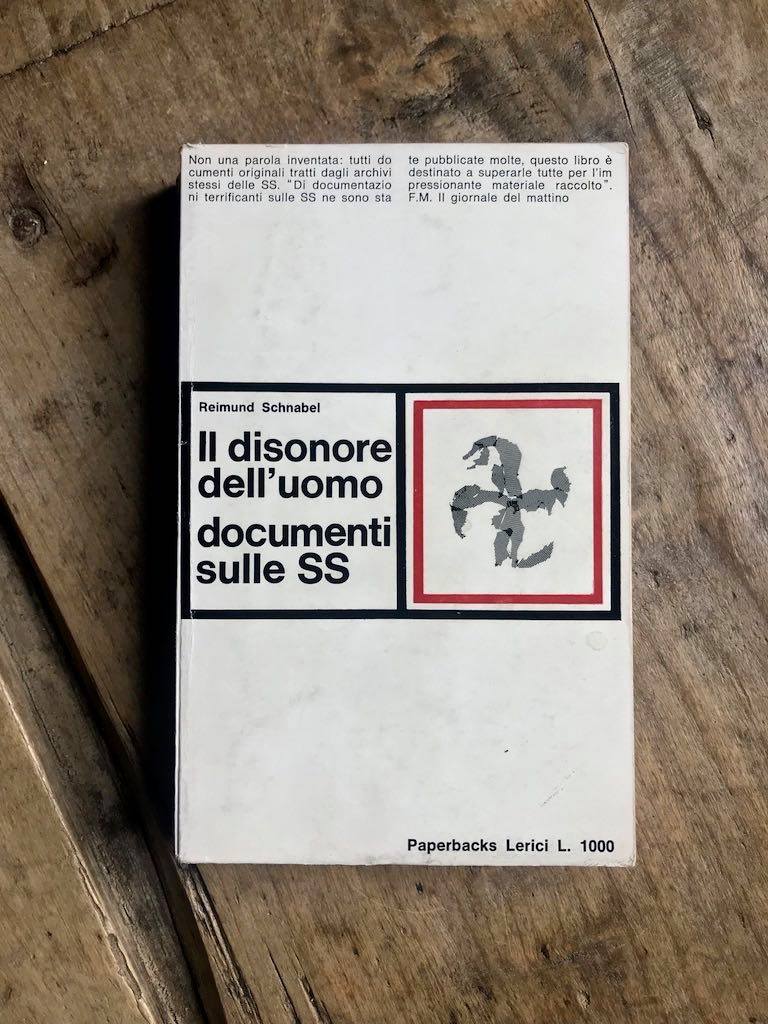 Non una parola inventata: tutti do
cumenti originali tratti dagli archivi
stessi delle SS. "Di documentazio
ni terrificanti sulle SS ne sono sta
te pubblicate molte, questo libro è
destinato a superarle tutte per l'im
pressionante materiale raccolto".
F.M. Il giornale del mattino
Reimund Schnabel
Il disonore
dell'uomo
documenti
sulle SS
Paperbacks Lerici L. 1000